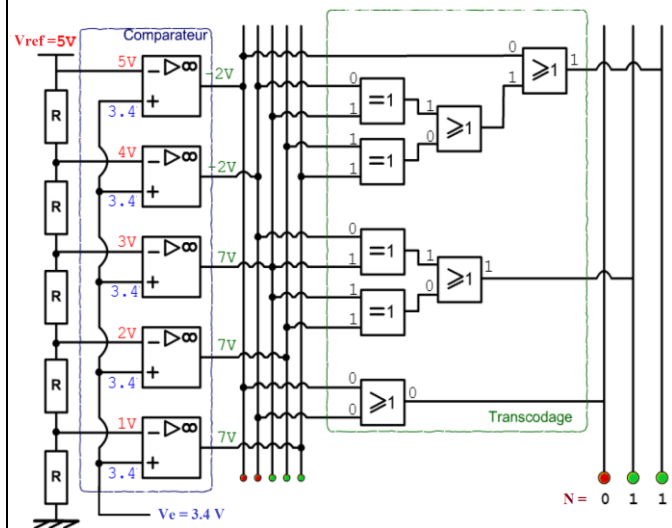 Comparateur
Vref =5V
5V
-2V
3.4
4V
-2V
3.4
3V
7V
3.4
2V
7V
3.4
1V
7V
3.4
R
R
R
R
R
− ▷∞
+
− ▷∞
+
− ▷∞
+
− ▷∞
+
− ▷∞
+
Ve = 3.4 V
0
≥1
1
1
0
=1
1
1
≥1
1
=1
0
1
0
=1
1
1
≥1
1
1
=1
0
1
0
≥1
0
0
Transcodage
N = 0 1 1